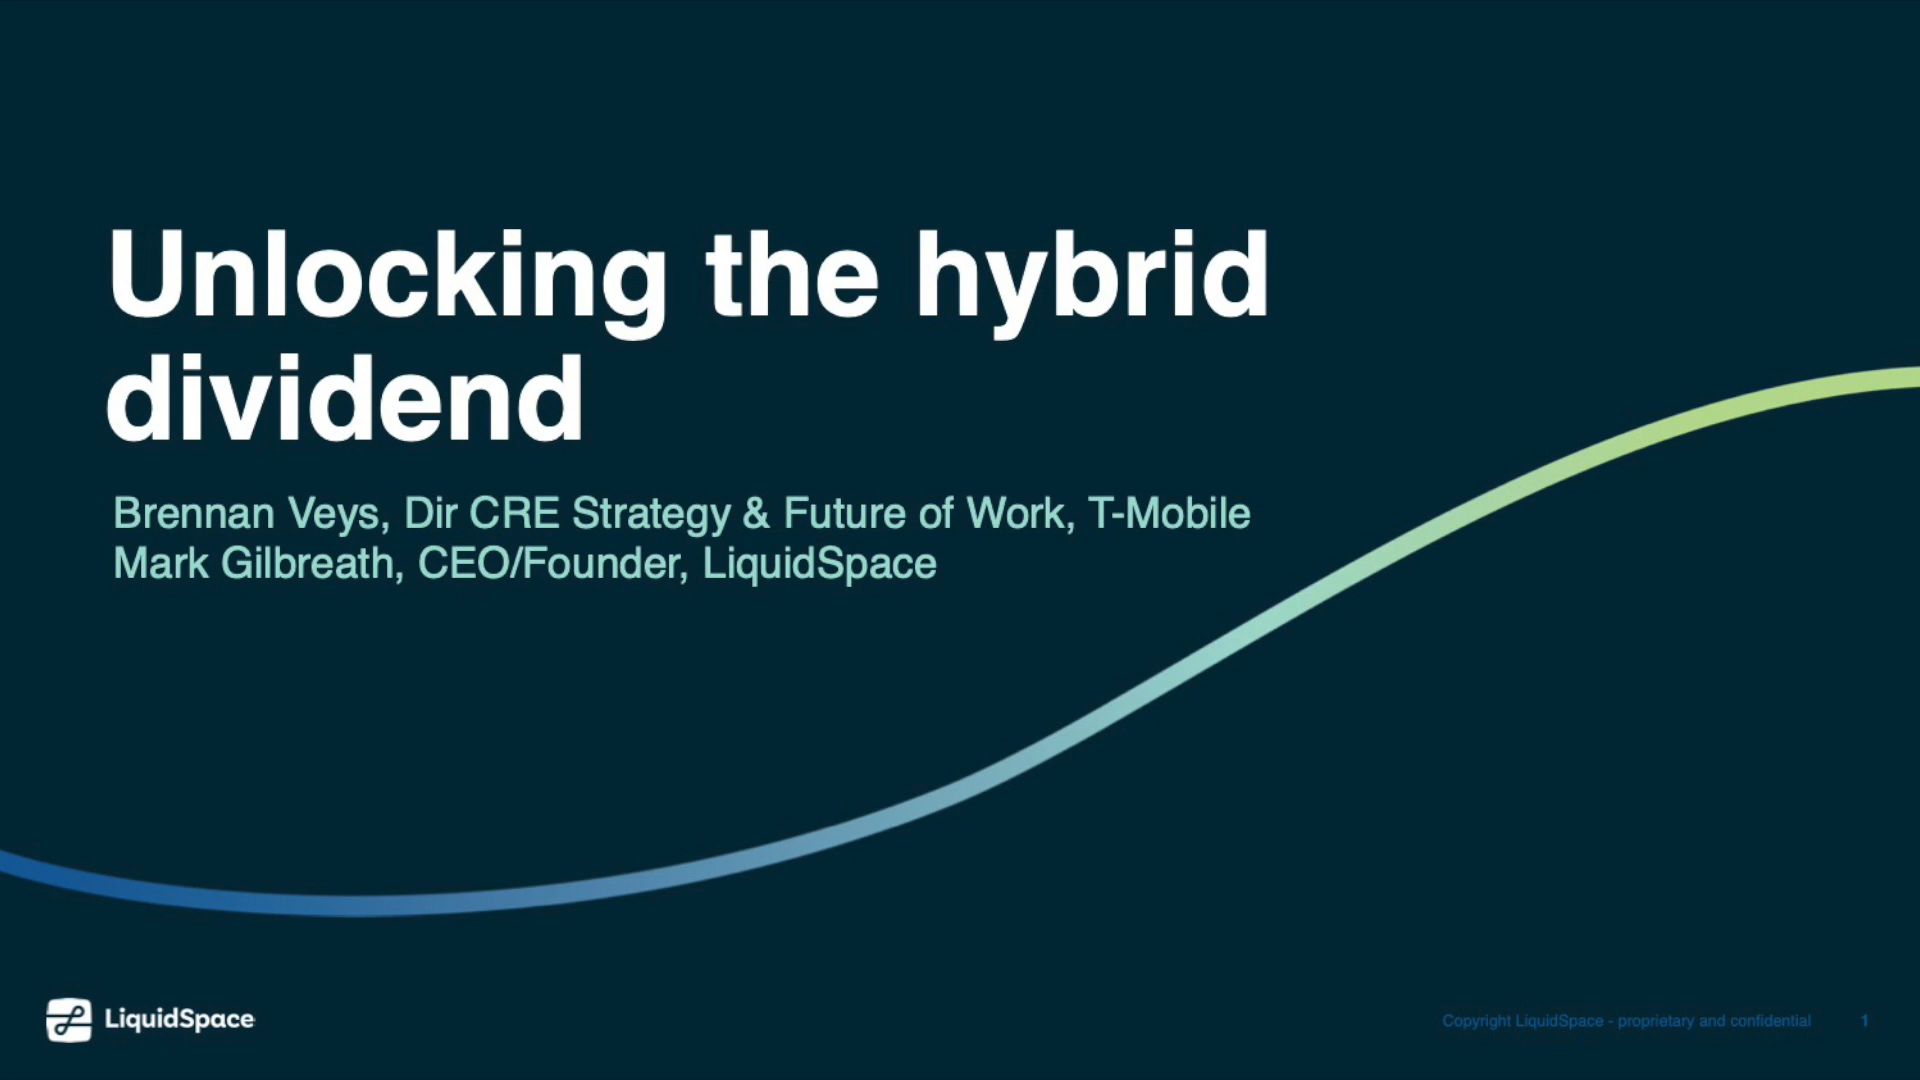 Unlocking the hybrid
dividend
Brennan Veys, Dir CRE Strategy & Future of Work, T-Mobile
Mark Gilbreath, CEO/Founder, LiquidSpace
LiquidSpace
Copyright LiquidSpace - proprietary and confidential 1